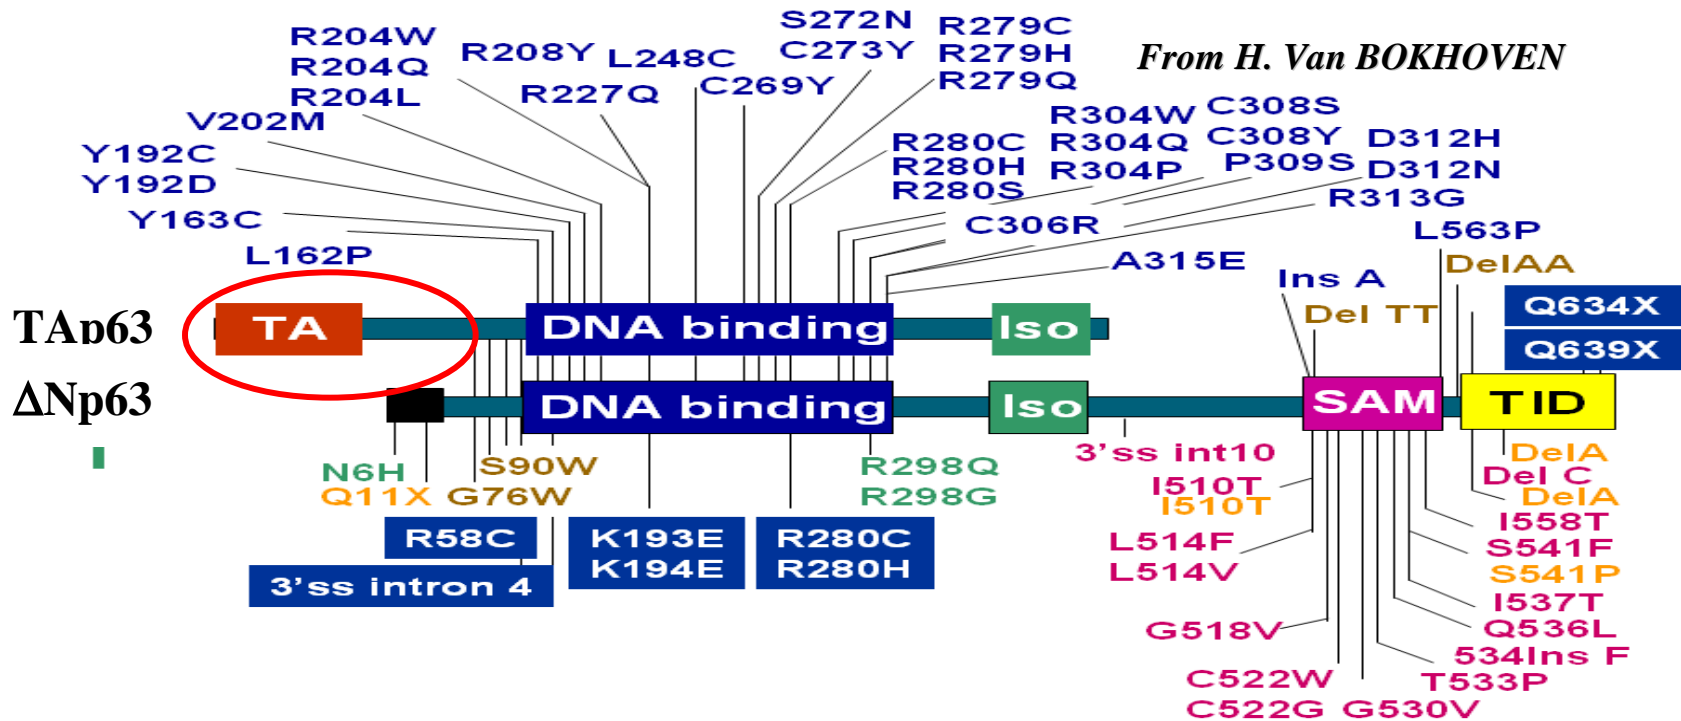 S272N
C273Y
R279C
R279H
R279Q
R204W
R204Q
R204L
R208Y
L248C
R227Q
C269Y
From H. Van BOKHOVEN
V202M
Y192C
Y192D
Y163C
L162P
R280C
R280H
R280S
R304W
R304Q
R304P
C308S
C308Y
P309S
D312H
D312N
R313G
C306R
A315E
L563P
DelAA
Ins A
Del TT
Q634X
Q639X
TAp63
TA
DNA binding
Iso
ΔNp63
DNA binding
Iso
SAM
TID
N6H
Q11X
S90W
G76W
R298Q
R298G
3'ss int10
I510T
I510T
DelA
Del C
DelA
R58C
3'ss intron 4
K193E
K194E
R280C
R280H
L514F
L514V
I558T
S541F
S541P
I537T
Q536L
534Ins F
T533P
G518V
C522W
C522G
G530V